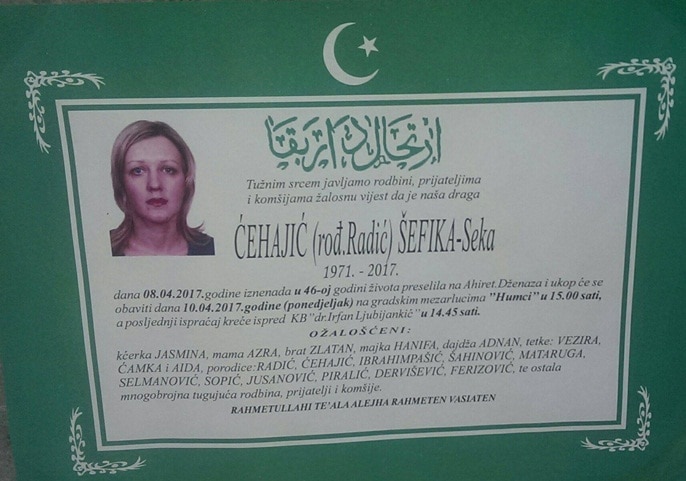 ارتحال دار بقا
Tužnim srcem javljamo rodbini, prijateljima
i komšijama žalosnu vijest da je naša draga
ĆEHAJIĆ (rođ.Radić) ŠEFIKA-Seka
1971. - 2017.
dana 08.04.2017.godine iznenada u 46-oj godini života preselila na Ahiret.Dženaza i ukop će se
obaviti dana 10.04.2017.godine (ponedjeljak) na gradskim mezarlucima "Humci" u 15.00 sati,
a posljednji ispraćaj kreće ispred KB"dr.Irfan Ljubijankić"u 14.45 sati.
OŽALOŠĆENI:
kćerka JASMINA, mama AZRA, brat ZLATAN, majka HANIFA, dajdža ADNAN, tetke: VEZIRA,
ĆAMKA i AIDA, porodice:RADIĆ, ĆEHAJIĆ, IBRAHIMPAŠIĆ, ŠAHINOVIĆ, MATARUGA,
SELMANOVIĆ, SOPIĆ, JUSANOVIĆ, PIRALIĆ, DERVIŠEVIĆ, FERIZOVIĆ, te ostala
mnogobrojna tugujuća rodbina, prijatelji i komšije.
RAHMETULLAHI TE'ALA ALEJHA RAHMETEN VASIATEN